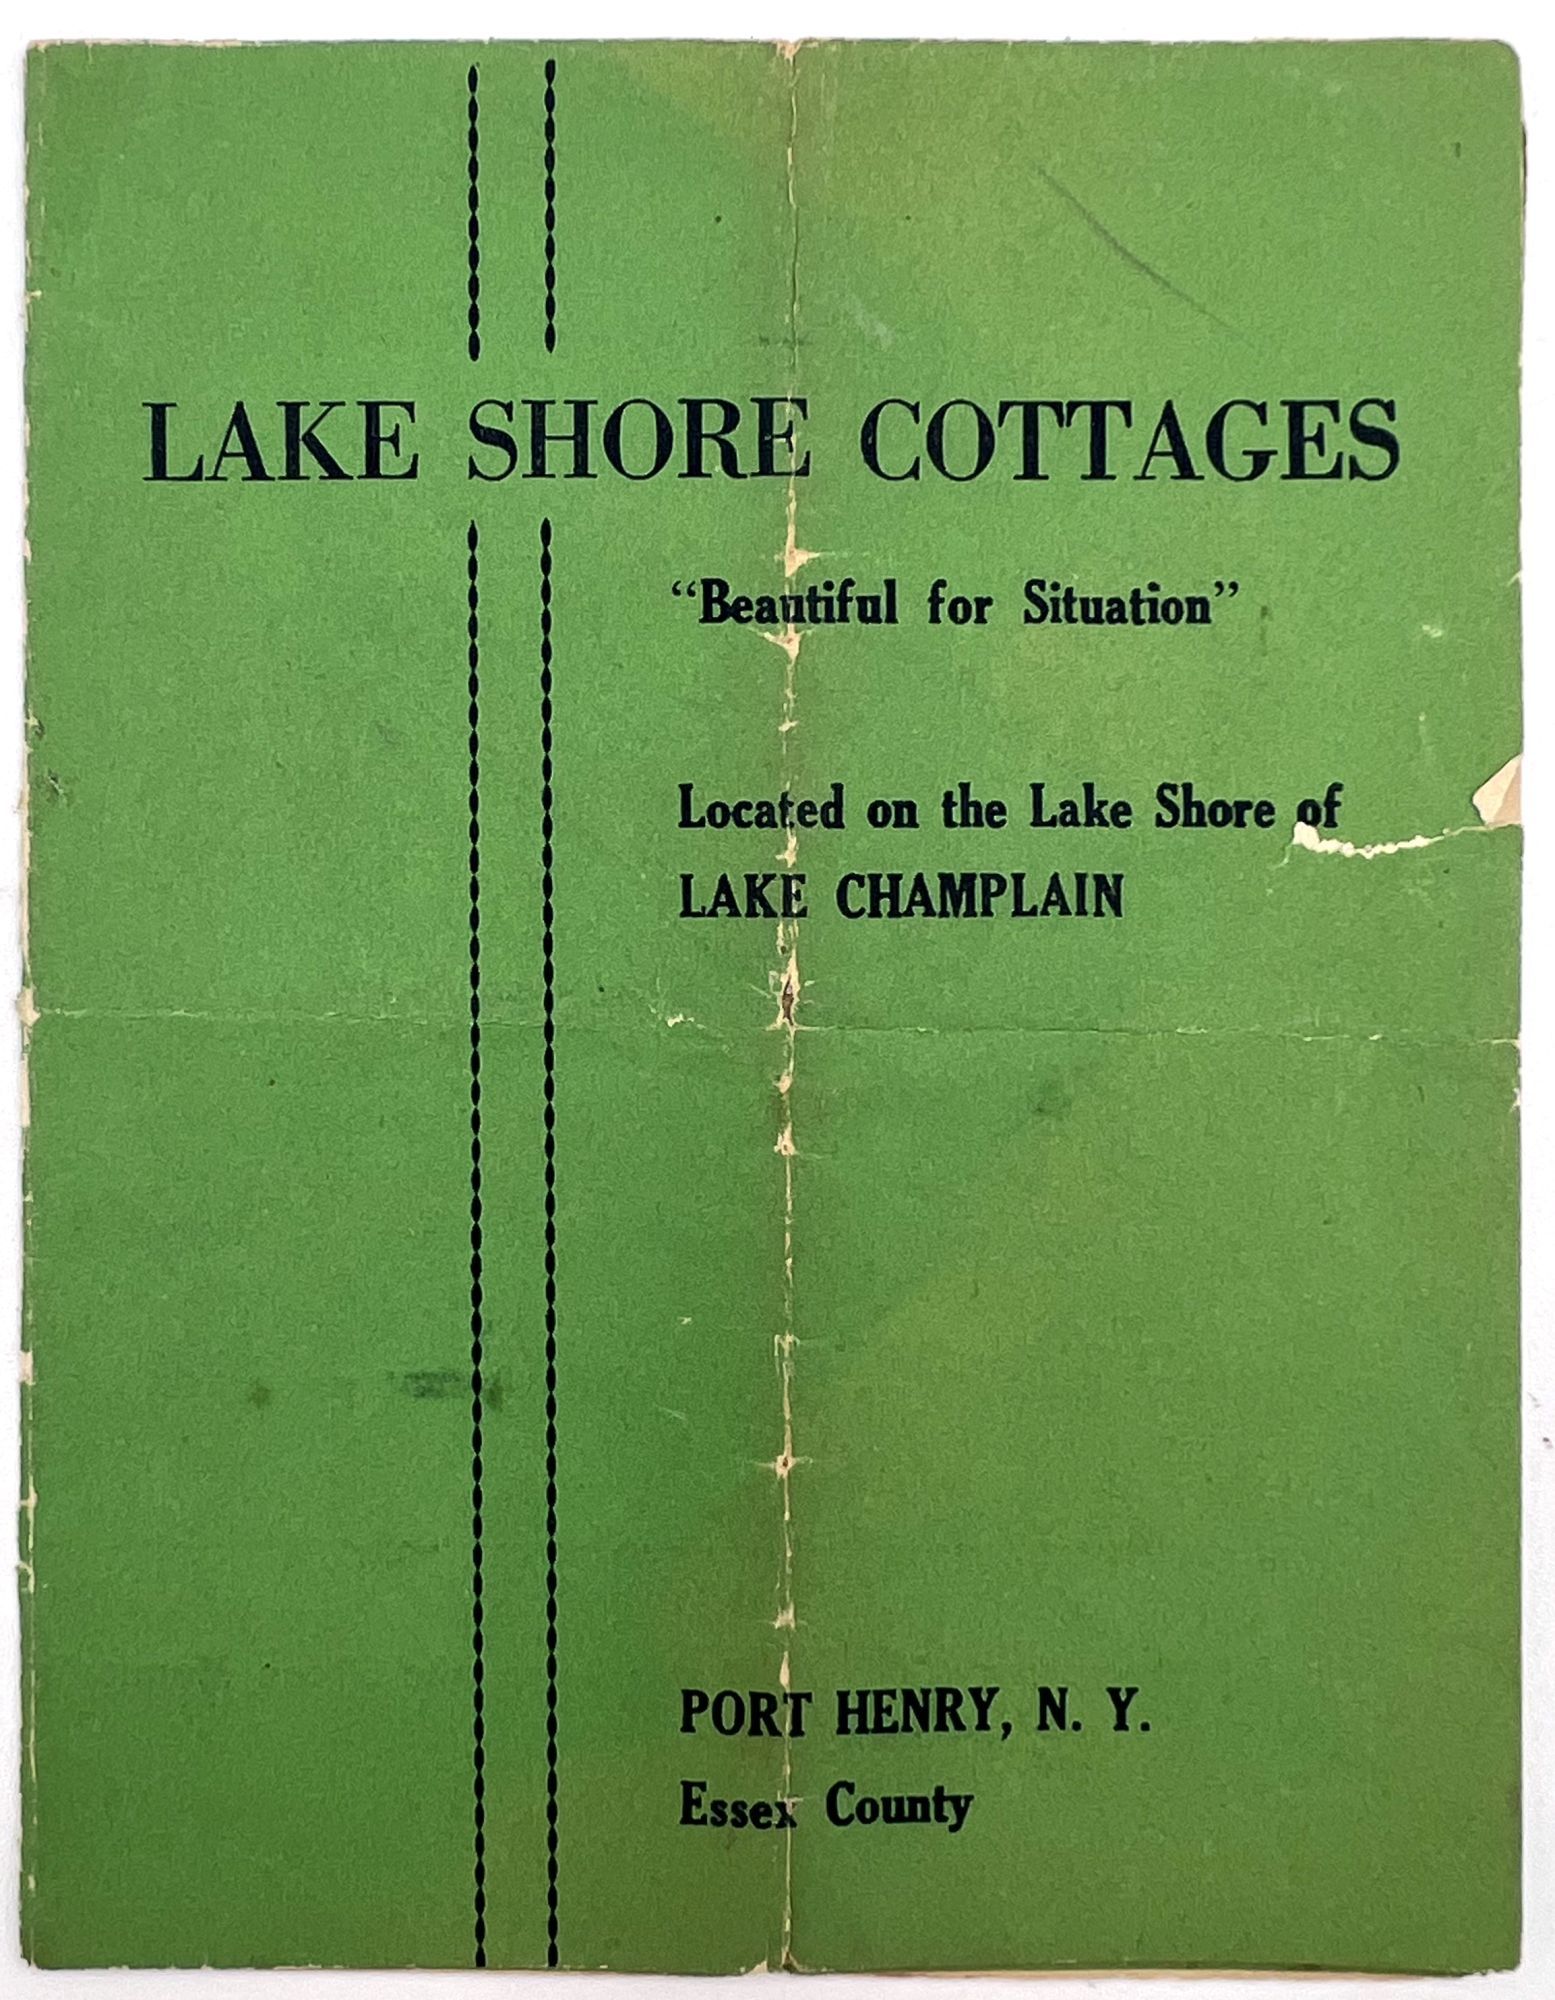 LAKE SHORE COTTAGES
"Beautiful for Situation"
Located on the Lake Shore of
LAKE CHAMPLAIN
PORT HENRY, N. Y.
Essex County